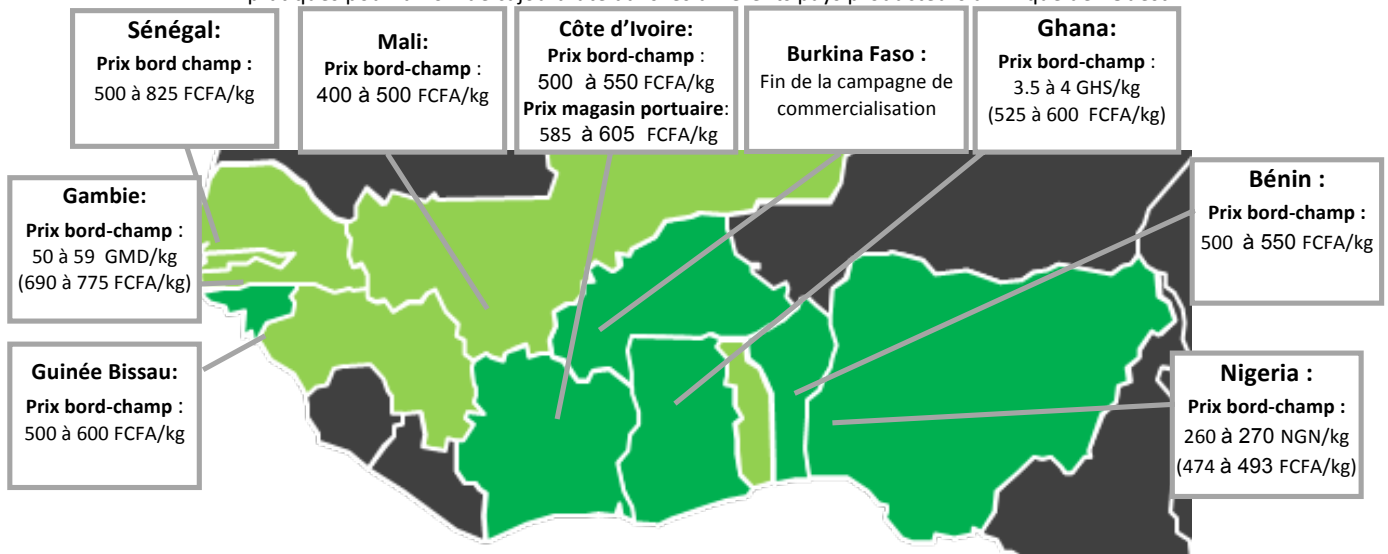 Sénégal:
Prix bord champ :
500 à 825 FCFA/kg
Mali:
Prix bord-champ :
400 à 500 FCFA/kg
Côte d'Ivoire:
Prix bord-champ :
500 à 550 FCFA/kg
Prix magasin portuaire:
585 à 605 FCFA/kg
Burkina Faso :
Fin de la campagne de
commercialisation
Ghana:
Prix bord-champ :
3.5 à 4 GHS/kg
(525 à 600 FCFA/kg)
Gambie:
Prix bord-champ :
50 à 59 GMD/kg
(690 à 775 FCFA/kg)
Bénin :
Prix bord-champ :
500 à 550 FCFA/kg
Guinée Bissau:
Prix bord-champ :
500 à 600 FCFA/kg
Nigeria :
Prix bord-champ :
260 à 270 NGN/kg
(474 à 493 FCFA/kg)